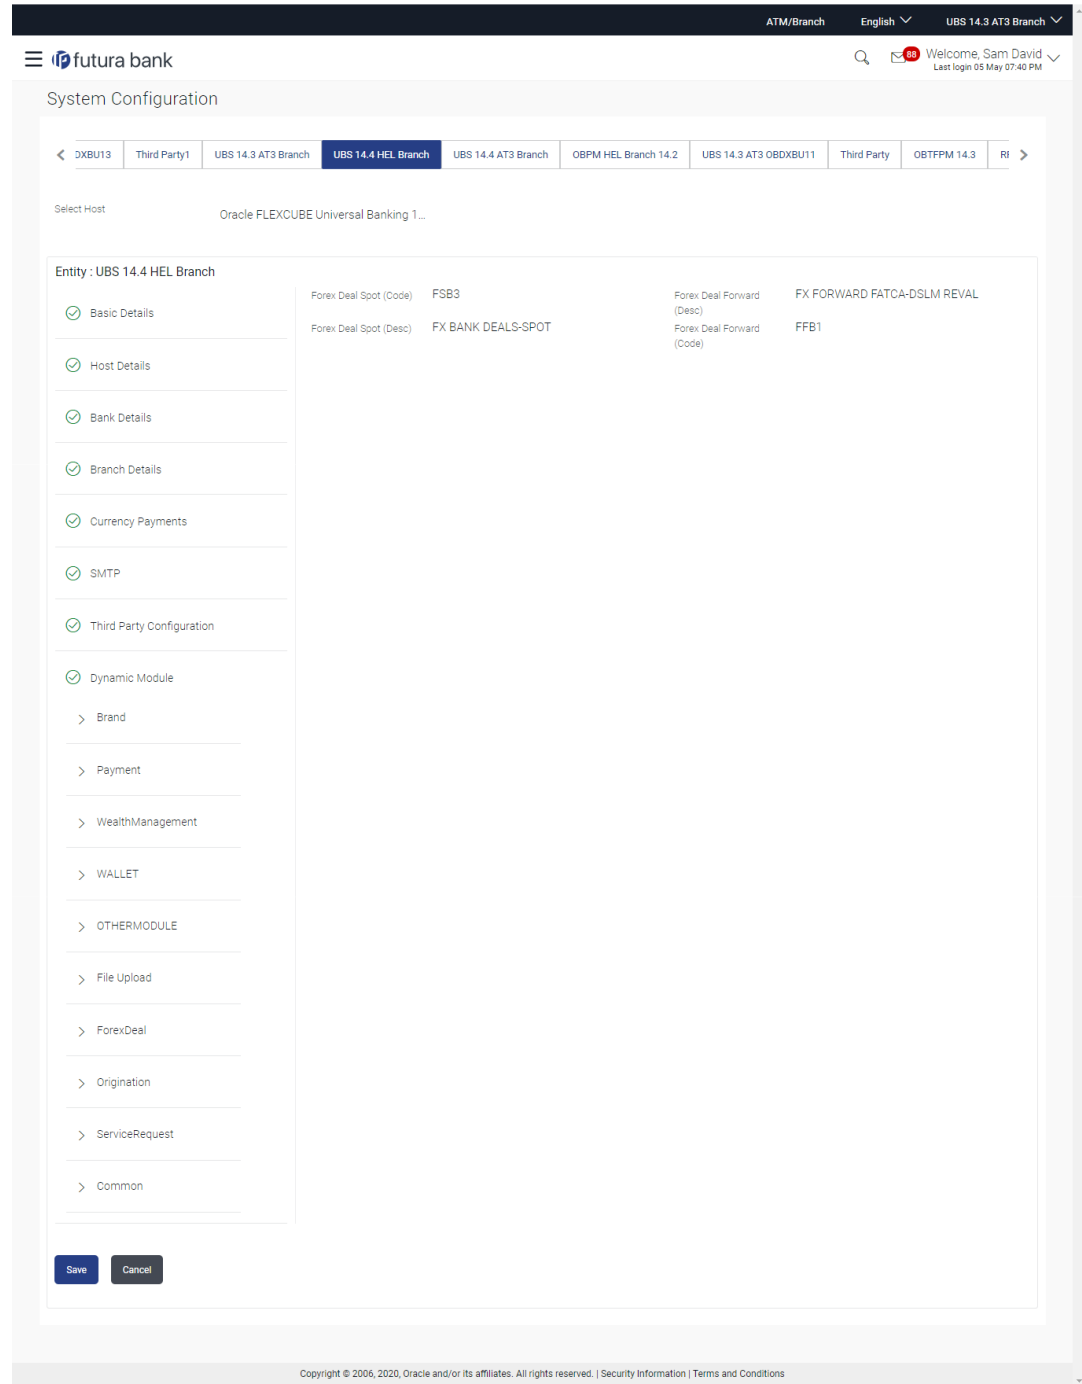 ATM/Branch English UBS 14.3 AT3 Branch
futura bank 88 Welcome, Sam David
Last login 05 May 07:40 PM
System Configuration
DXBU13 Third Party1 UBS 14.3 AT3 Branch UBS 14.4 HEL Branch UBS 14.4 AT3 Branch OBPM HEL Branch 14.2 UBS 14.3 AT3 OBDXBU11 Third Party OBTFPM 14.3
Select Host Oracle FLEXCUBE Universal Banking 1...
Entity : UBS 14.4 HEL Branch
Forex Deal Spot (Code) FSB3 Forex Deal Forward (Desc) FX FORWARD FATCA-DSLM REVAL
Forex Deal Spot (Desc) FX BANK DEALS-SPOT Forex Deal Forward (Code) FFB1
Basic Details
Host Details
Bank Details
Branch Details
Currency Payments
SMTP
Third Party Configuration
Dynamic Module
Brand
Payment
WealthManagement
WALLET
OTHERMODULE
File Upload
ForexDeal
Origination
ServiceRequest
Common
Save Cancel
Copyright © 2006, 2020, Oracle and/or its affiliates. All rights reserved. | Security Information | Terms and Conditions